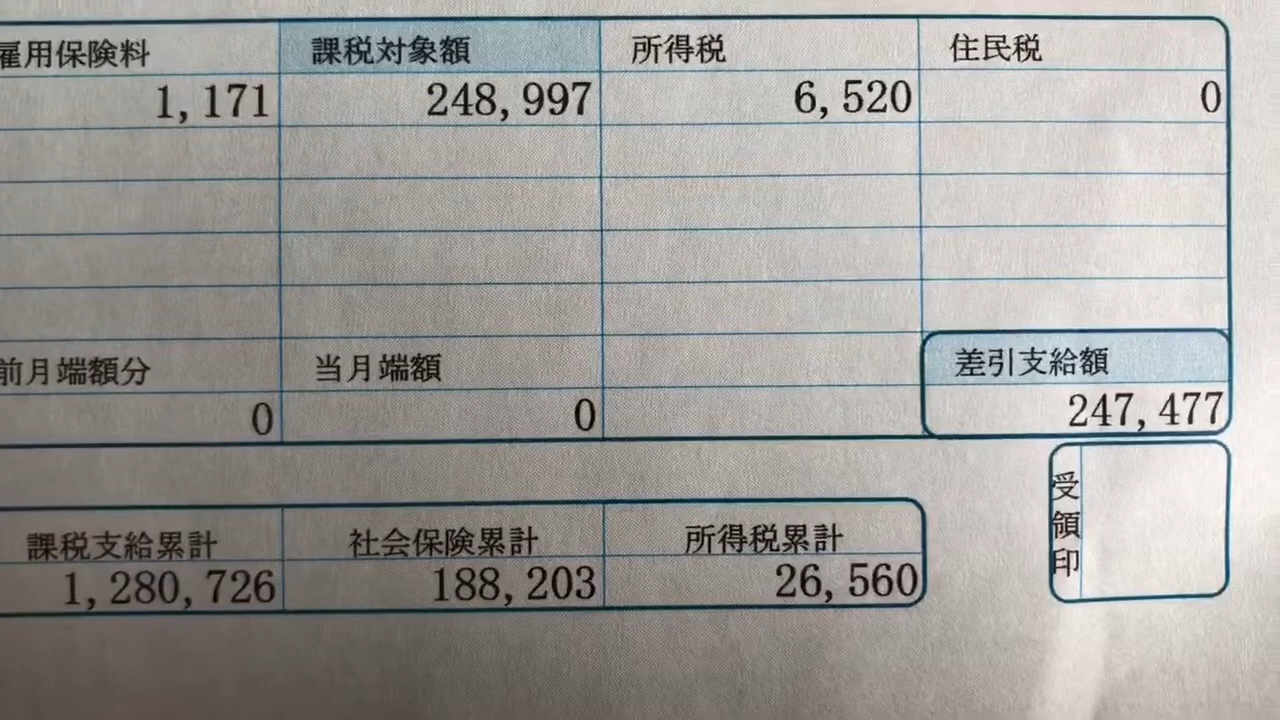 雇用保険料 課税対象額 所得税 住民税
1,171 248,997 6,520 0
前月端額分 当月端額 差引支給額
0 0 247,477
受領印
課税支給累計 社会保険累計 所得税累計
1,280,726 188,203 26,560